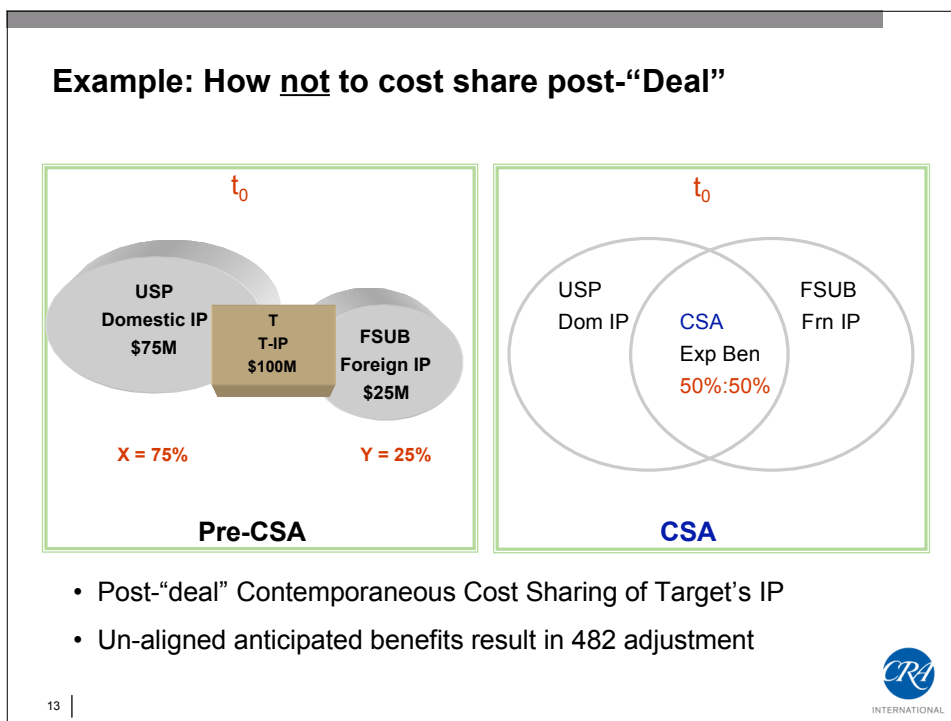 Example: How not to cost share post-“Deal”
t0
USP
Domestic IP
$75M
T
T-IP
$100M
FSUB
Foreign IP
$25M
X = 75%
Y = 25%
Pre-CSA
t0
USP
Dom IP
CSA
Exp Ben
50%:50%
FSUB
Frn IP
CSA
• Post-“deal” Contemporaneous Cost Sharing of Target’s IP
• Un-aligned anticipated benefits result in 482 adjustment
13
CRA
INTERNATIONAL